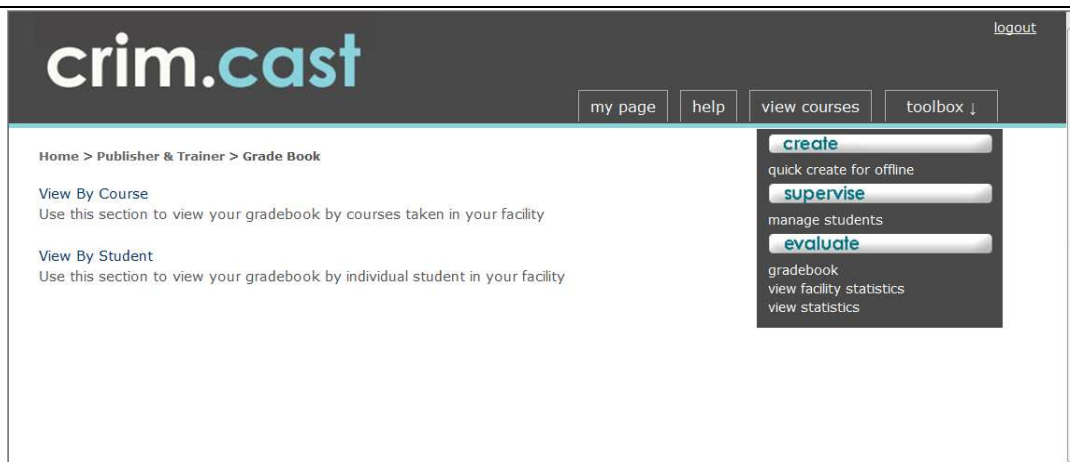 logout
crim.cast
my page
help
view courses
toolbox ↓
Home > Publisher & Trainer > Grade Book
View By Course
Use this section to view your gradebook by courses taken in your facility
View By Student
Use this section to view your gradebook by individual student in your facility
create
quick create for offline
supervise
manage students
evaluate
gradebook
view facility statistics
view statistics